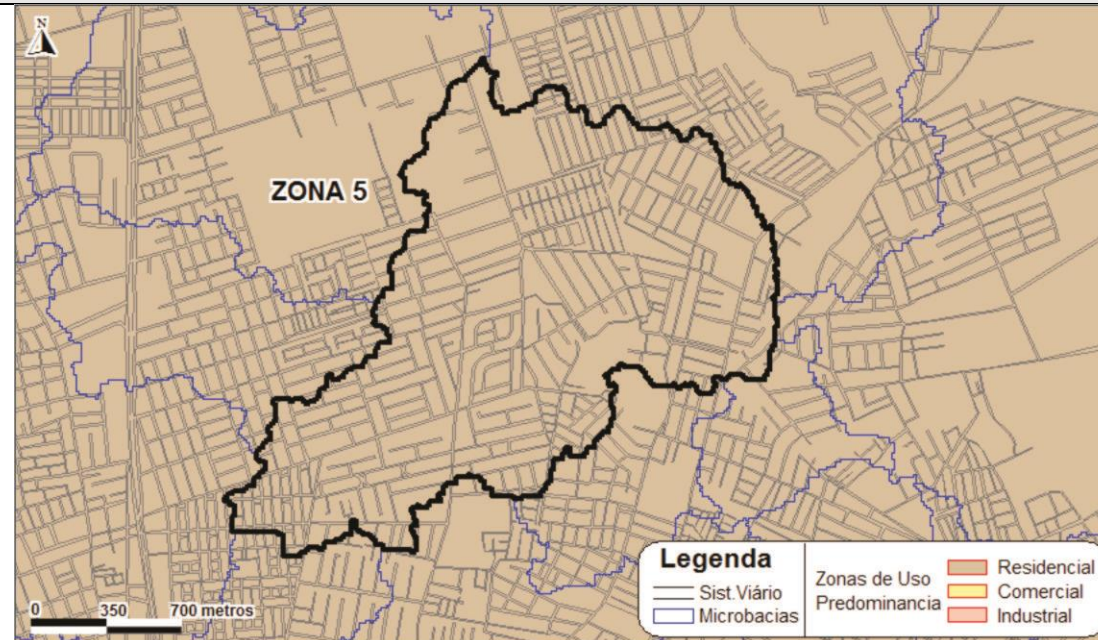 N
ZONA 5
0 350 700 metros
Legenda
Sist.Viário
Microbacias
Zonas de Uso
Predominancia
Residencial
Comercial
Industrial